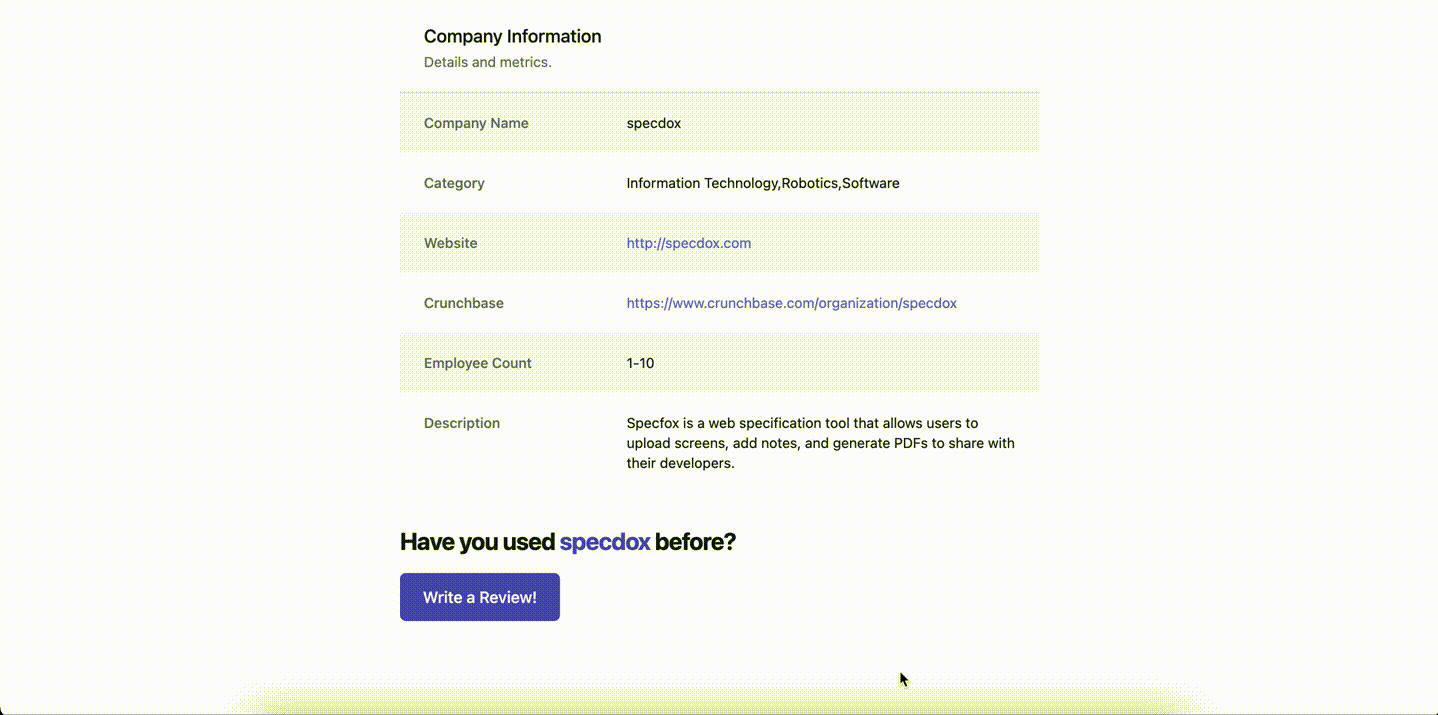 Company Information
Details and metrics.
Company Name specdox
Category Information Technology,Robotics,Software
Website http://specdox.com
Crunchbase https://www.crunchbase.com/organization/specdox
Employee Count 1-10
Description Specfox is a web specification tool that allows users to
upload screens, add notes, and generate PDFs to share with
their developers.
Have you used specdox before?
Write a Review!